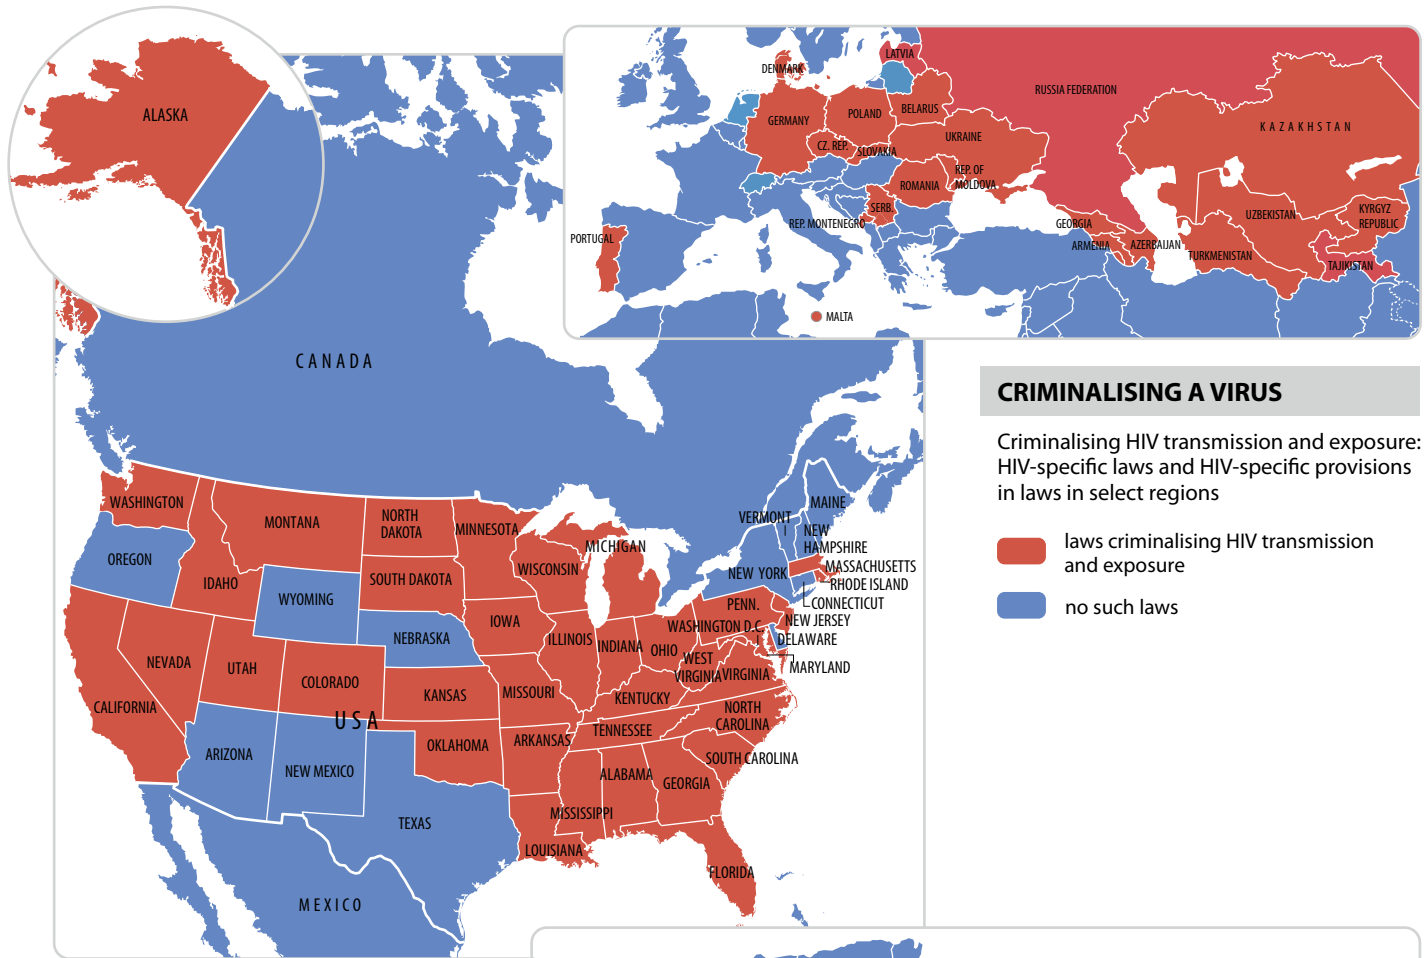 ALASKA
CANADA
DENMARK
LATVIA
RUSSIA FEDERATION
GERMANY
POLAND
BELARUS
KAZAKHSTAN
CZ. REP.
SLOVAKIA
UKRAINE
ROMANIA
REP. OF
MOLDOVA
SERB.
REP. MONTENEGRO
PORTUGAL
GEORGIA
ARMENIA
AZERBAIJAN
TURKMENISTAN
UZBEKISTAN
KYRGYZ
REPUBLIC
TAJIKISTAN
MALTA
CRIMINALISING A VIRUS
Criminalising HIV transmission and exposure:
HIV-specific laws and HIV-specific provisions
in laws in select regions
laws criminalising HIV transmission
and exposure
no such laws
WASHINGTON
MONTANA
NORTH
DAKOTA
MINNESOTA
MICHIGAN
VERMONT
MAINE
NEW
HAMPSHIRE
MASSACHUSETTS
RHODE ISLAND
CONNECTICUT
OREGON
IDAHO
WYOMING
SOUTH DAKOTA
WISCONSIN
NEW YORK
PENN.
NEW JERSEY
WASHINGTON D.C.
DELAWARE
MARYLAND
NEBRASKA
IOWA
ILLINOIS
INDIANA
OHIO
WEST
VIRGINIA
VIRGINIA
NEVADA
UTAH
COLORADO
KANSAS
MISSOURI
KENTUCKY
CALIFORNIA
USA
NORTH
CAROLINA
TENNESSEE
ARIZONA
NEW MEXICO
OKLAHOMA
ARKANSAS
SOUTH CAROLINA
ALABAMA
GEORGIA
TEXAS
MISSISSIPPI
LOUISIANA
FLORIDA
MEXICO